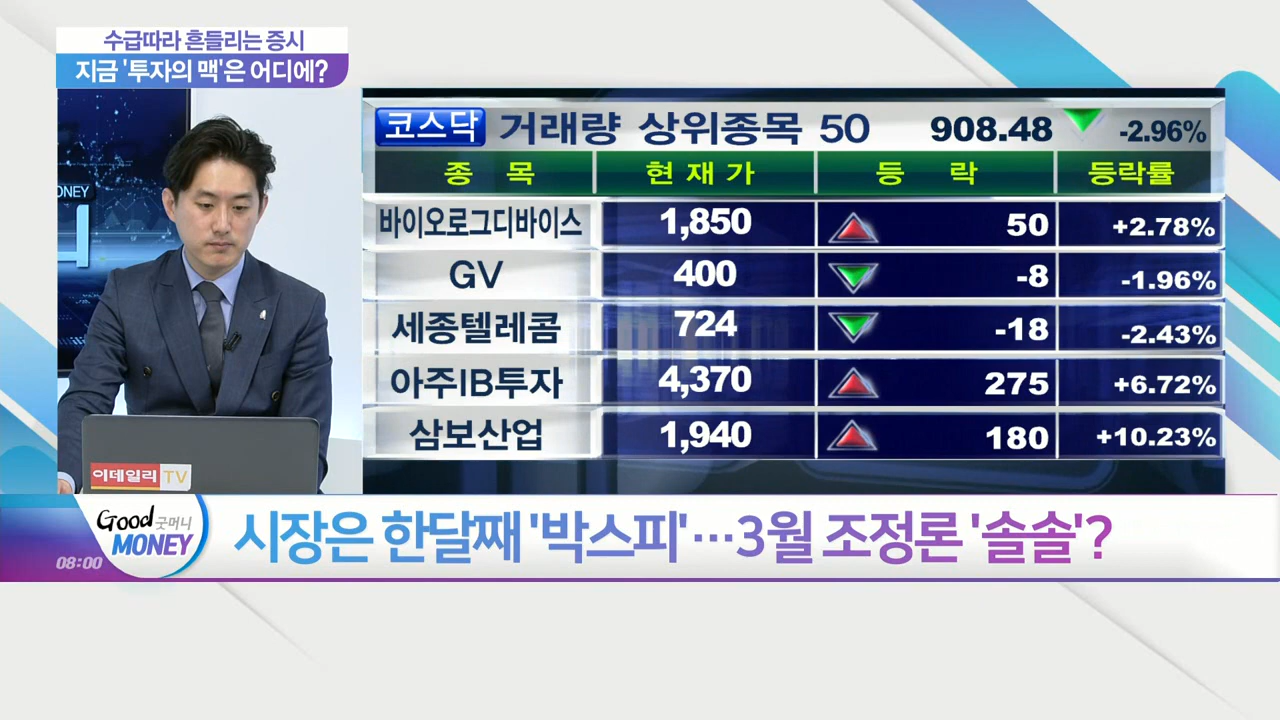 수급따라 흔들리는 증시
지금 '투자의 맥'은 어디에?
ONEY
코스닥 거래량 상위종목 50 908.48 -2.96%
종 목 현 재 가 등 락 등락률
바이오로그디바이스 1,850 50 +2.78%
GV 400 -8 -1.96%
세종텔레콤 724 -18 -2.43%
아주IB투자 4,370 275 +6.72%
삼보산업 1,940 180 +10.23%
이데일리 TV
Good 굿머니
MONEY
08:00
시장은 한달째 '박스피'…3월 조정론 '솔솔'?